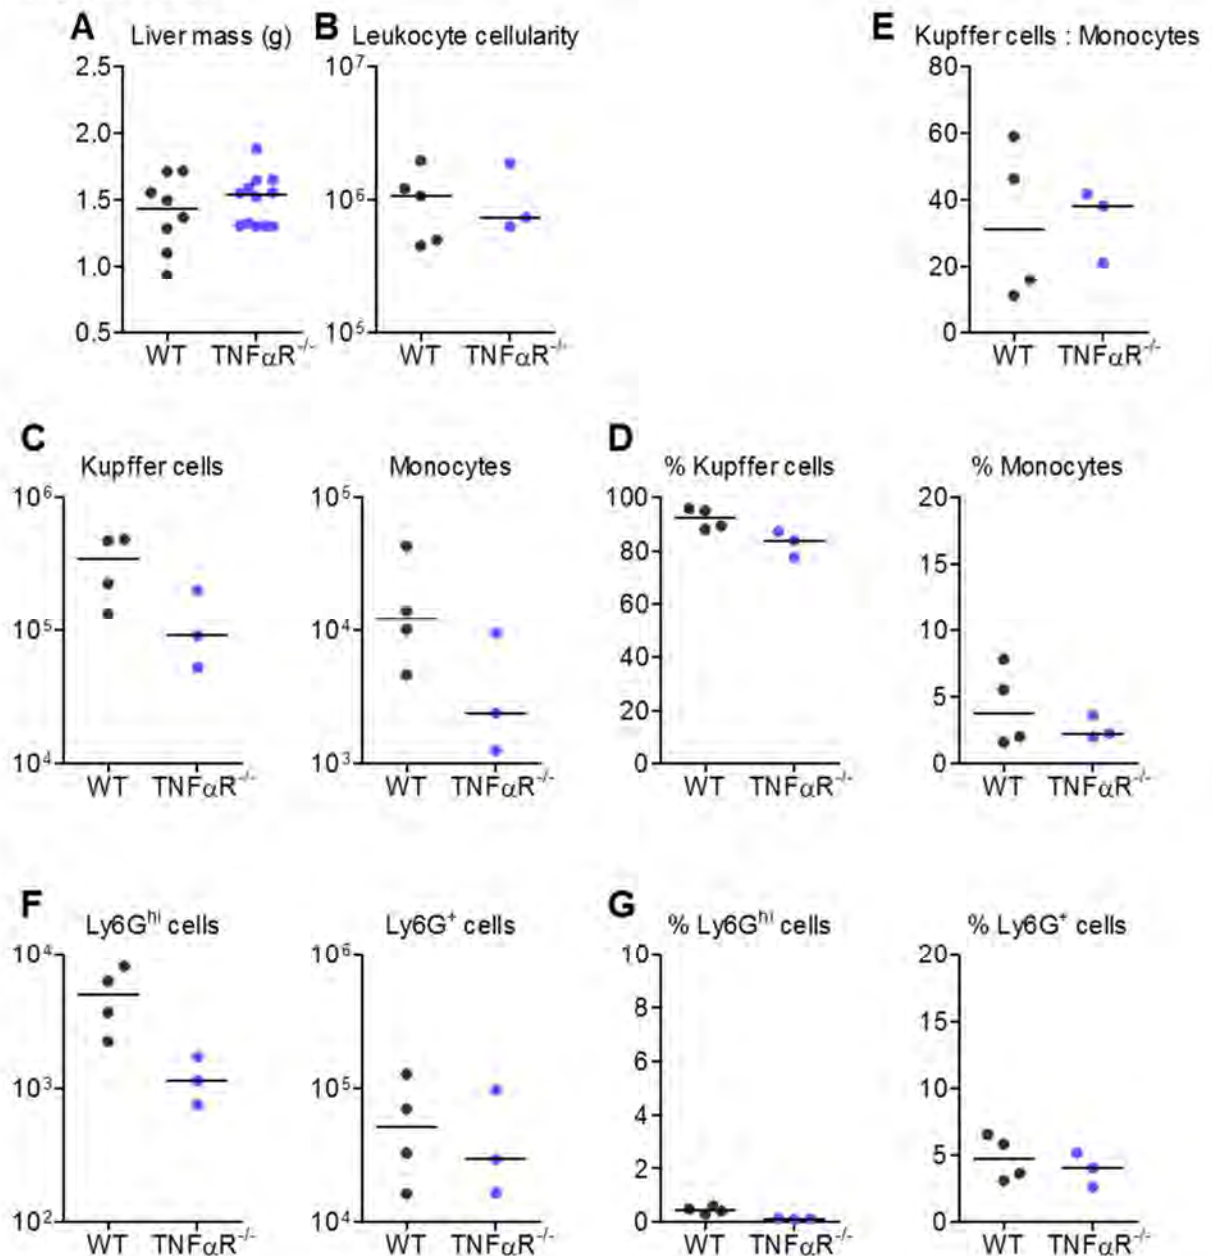 A Liver mass (g)
2.5
2.0
1.5
1.0
0.5
WT TNFαR-/-
B Leukocyte cellularity
10⁷
10⁶
10⁵
WT TNFαR-/-
E Kupffer cells : Monocytes
80
60
40
20
0
WT TNFαR-/-
C
Kupffer cells
10⁶
10⁵
10⁴
WT TNFαR-/-
Monocytes
10⁵
10⁴
10³
WT TNFαR-/-
D
% Kupffer cells
100
80
60
40
20
0
WT TNFαR-/-
% Monocytes
20
15
10
5
0
WT TNFαR-/-
F
Ly6Gʰⁱ cells
10⁴
10³
10²
WT TNFαR-/-
Ly6G⁺ cells
10⁶
10⁵
10⁴
WT TNFαR-/-
G
% Ly6Gʰⁱ cells
10
8
6
4
2
0
WT TNFαR-/-
% Ly6G⁺ cells
20
15
10
5
0
WT TNFαR-/-